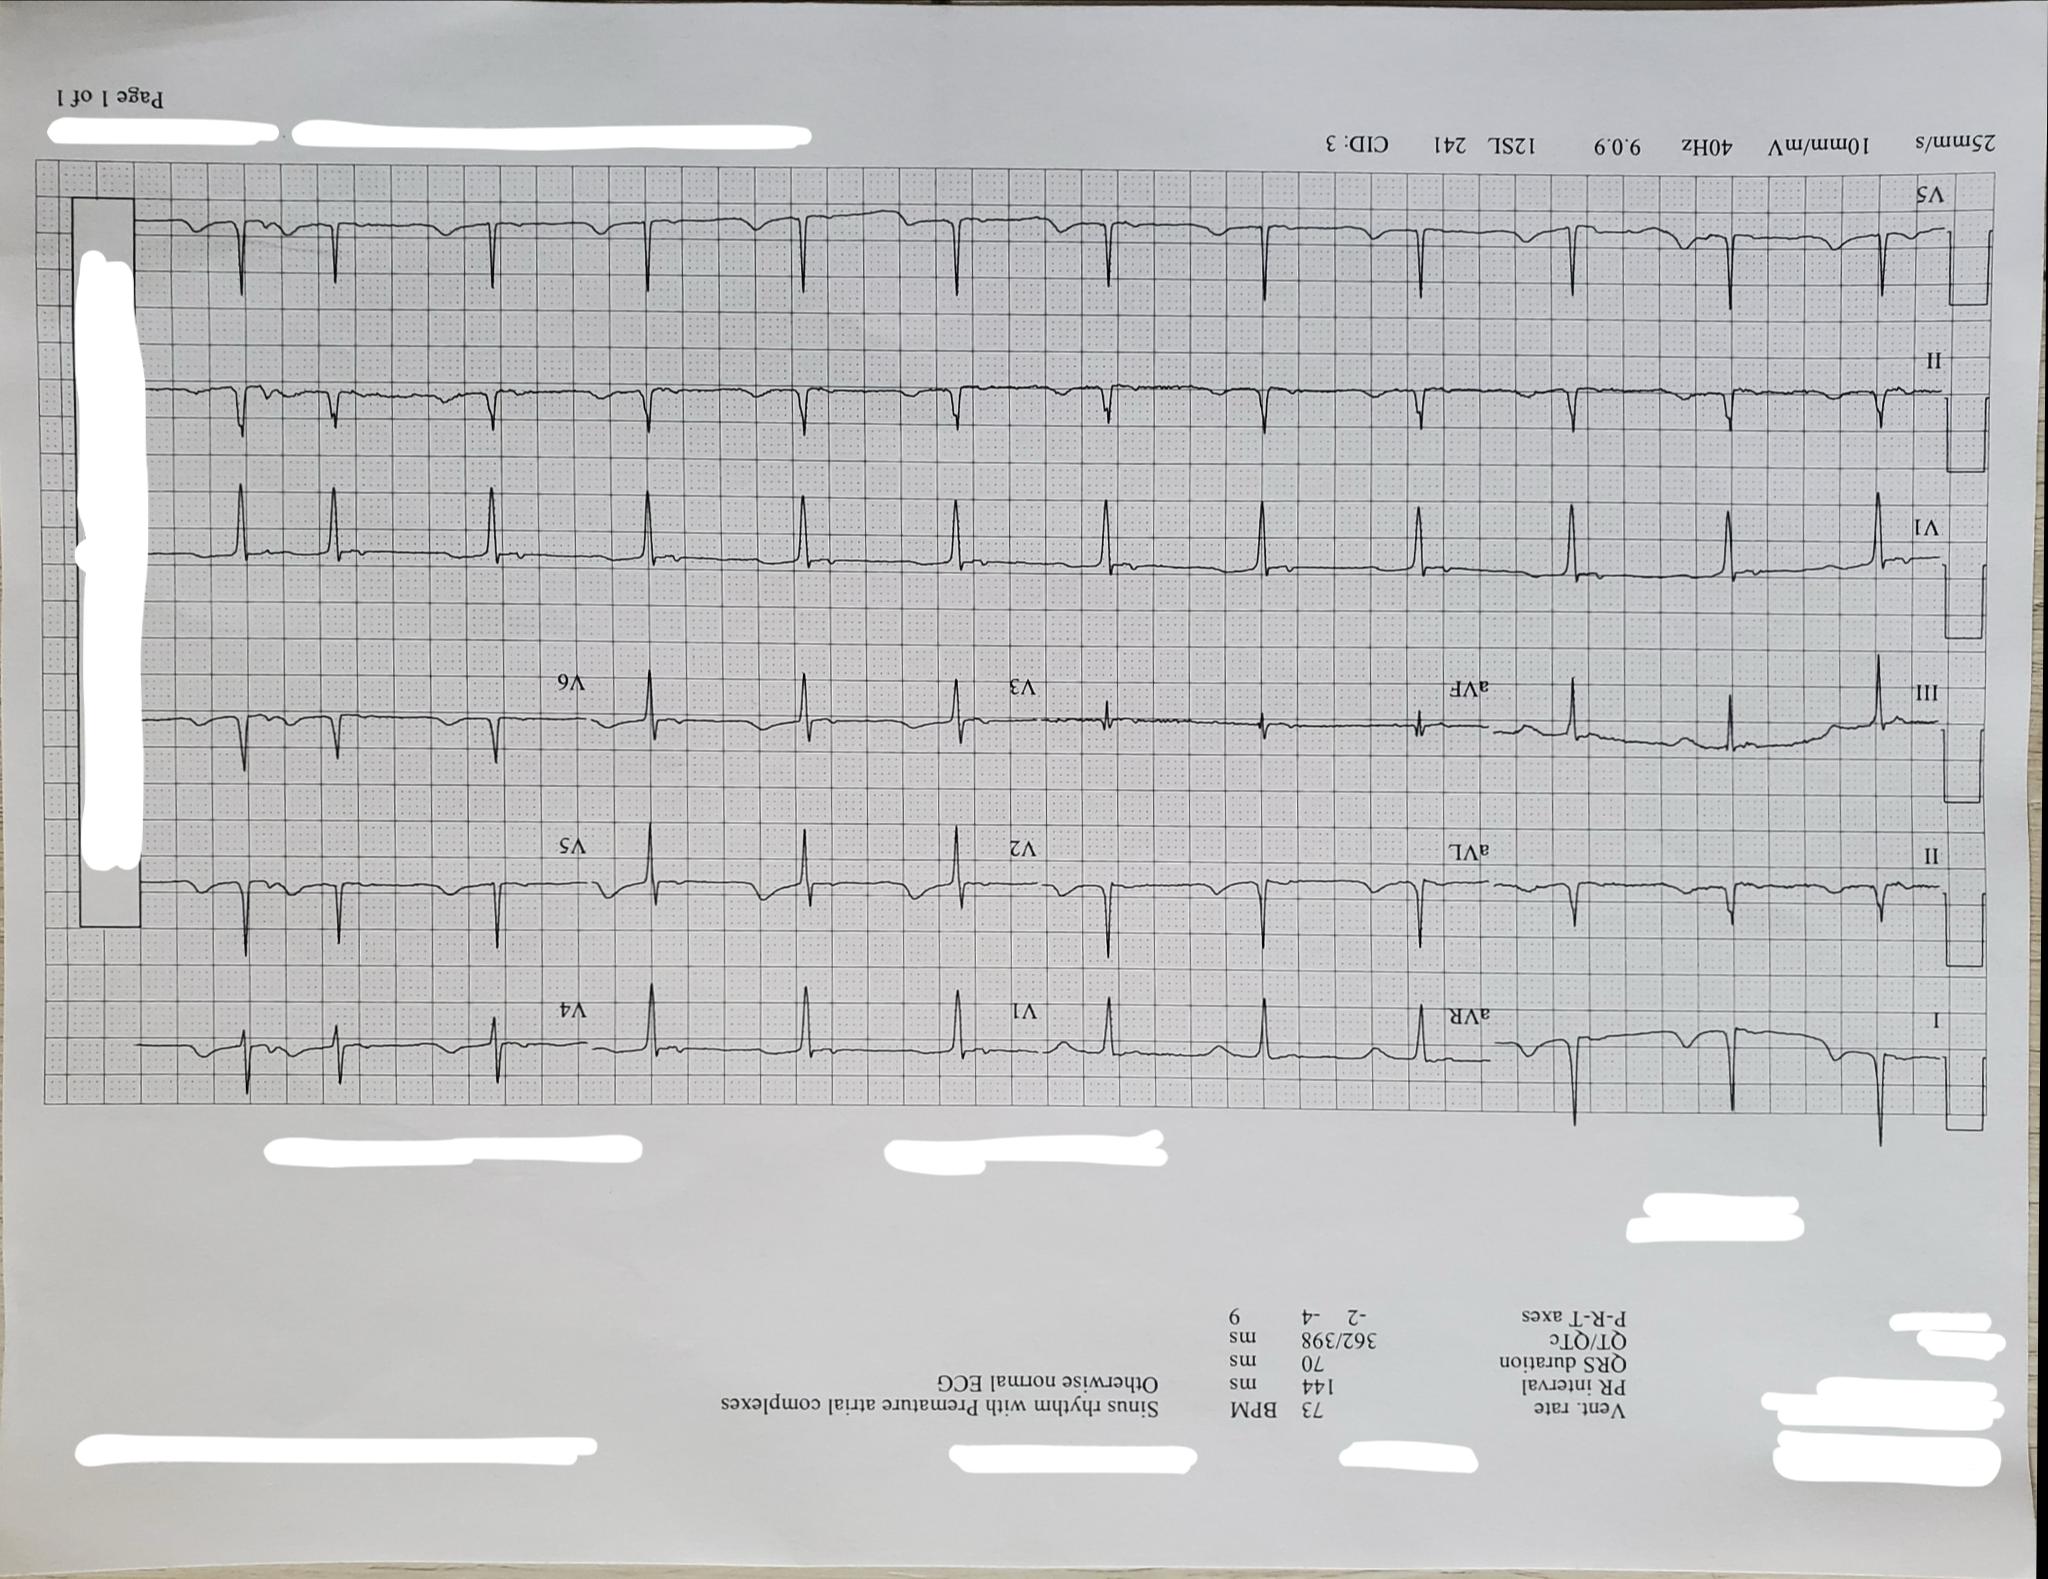 Vent. rate 73 BPM
PR interval 144 ms
QRS duration 70 ms
QT/QTc 362/398 ms
P-R-T axes -2 -4 9
Sinus rhythm with Premature atrial complexes
Otherwise normal ECG
I aVR V1 V4
II aVL V2 V5
III aVF V3 V6
V1
II
V5
25mm/s 10mm/mV 40Hz 9.0.9 12SL 241 CID: 3
Page 1 of 1